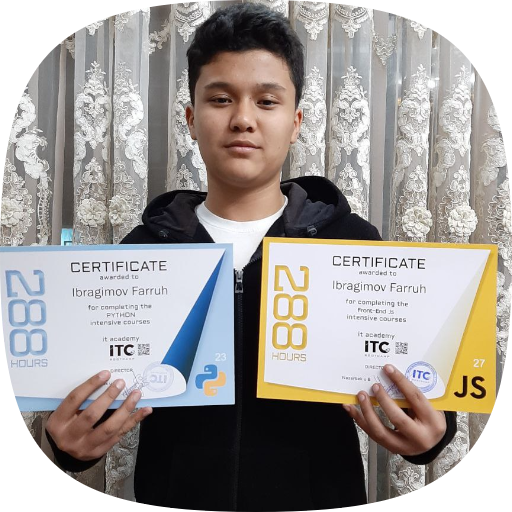 CERTIFICATE
awarded to
Ibragimov Farruh
for completing the
PYTHON
intensive courses
it academy
ITC
DIRECTOR
288
HOURS
23
ITC
CERTIFICATE
awarded to
Ibragimov Farruh
for completing the
Front-End Js
intensive courses
it academy
ITC
288
HOURS
27
ITC
JS